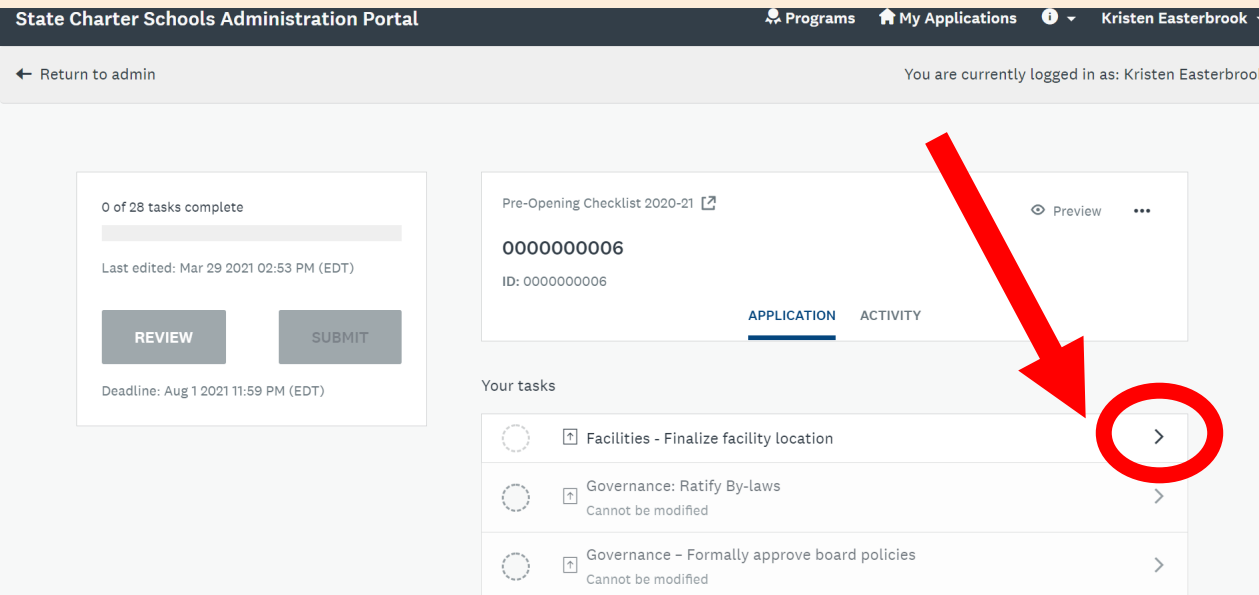 State Charter Schools Administration Portal
Programs
My Applications
Kristen Easterbrook
Return to admin
You are currently logged in as: Kristen Easterbrook
0 of 28 tasks complete
Last edited: Mar 29 2021 02:53 PM (EDT)
REVIEW
SUBMIT
Deadline: Aug 1 2021 11:59 PM (EDT)
Pre-Opening Checklist 2020-21
Preview
0000000006
ID: 0000000006
APPLICATION
ACTIVITY
Your tasks
Facilities - Finalize facility location
Governance: Ratify By-laws
Cannot be modified
Governance – Formally approve board policies
Cannot be modified